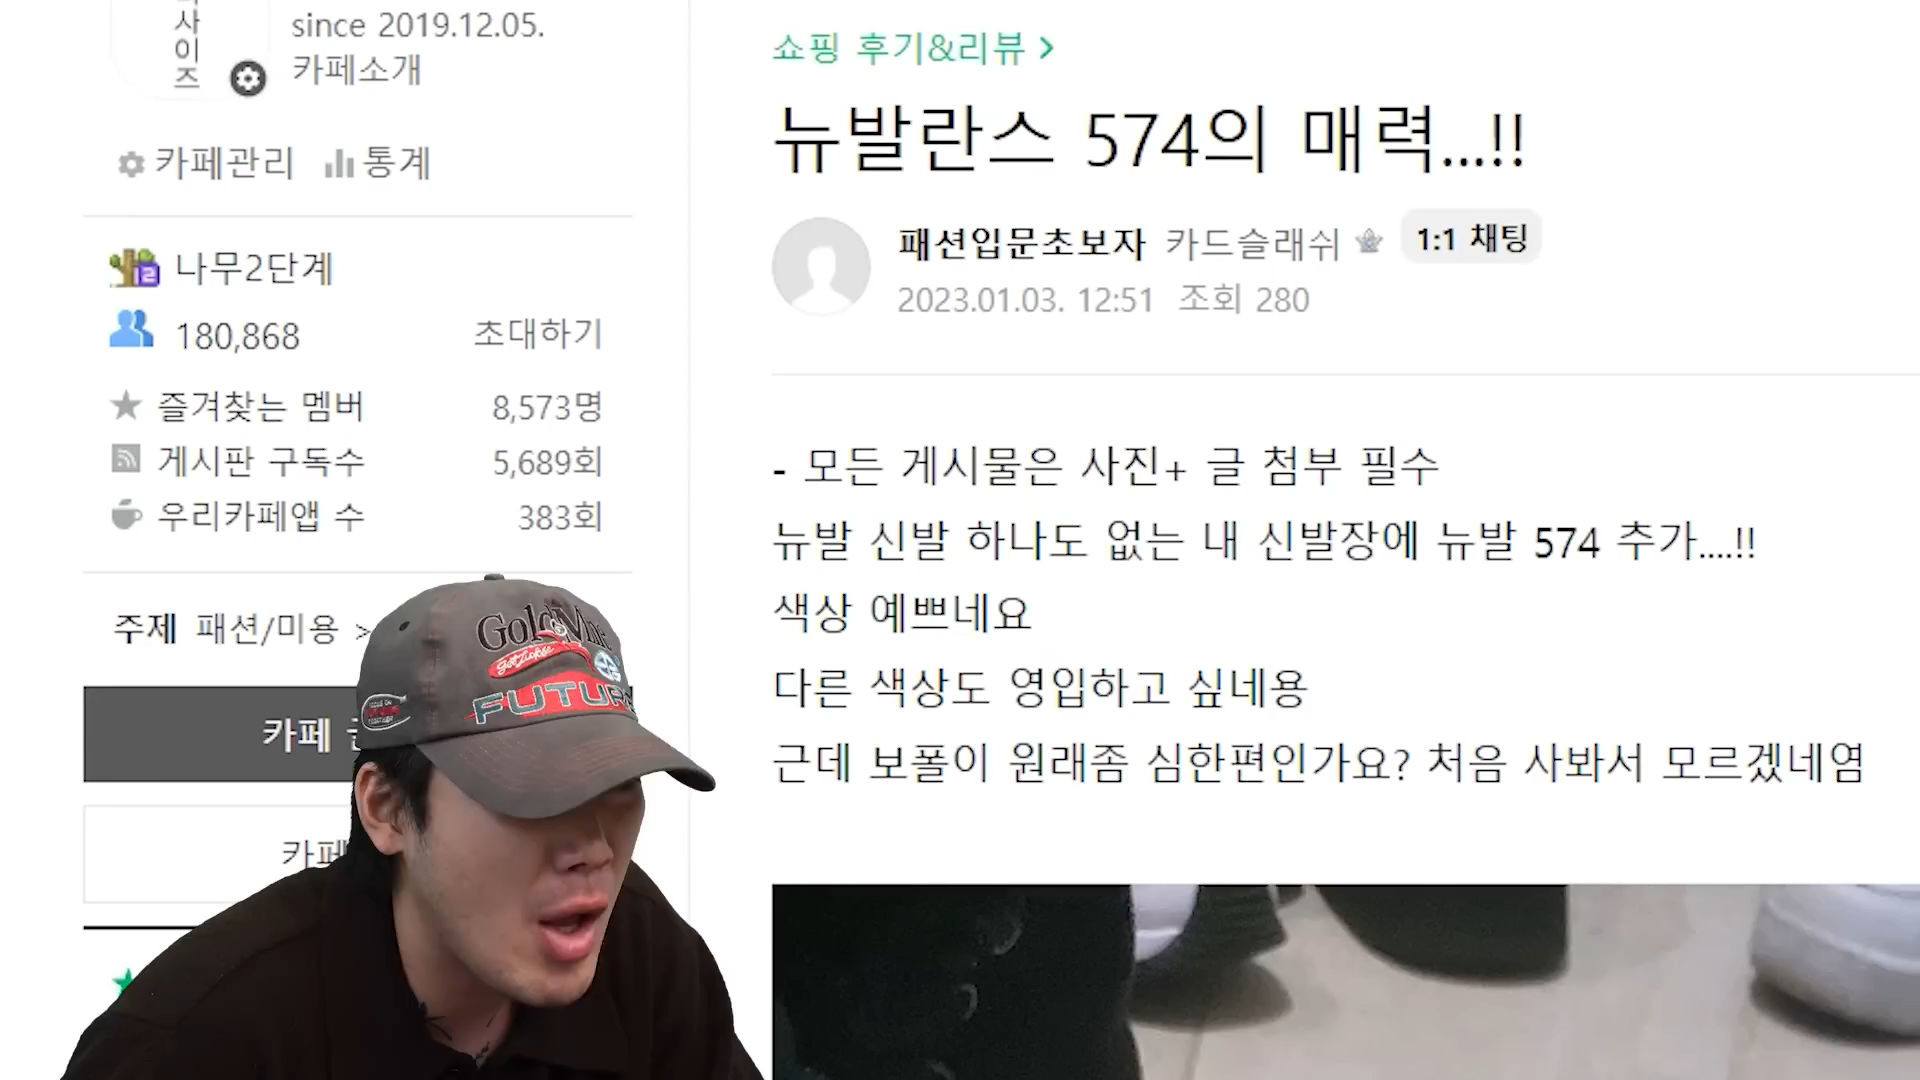 사
이
즈
since 2019.12.05.
카페소개
카페관리 통계
나무2단계
180,868 초대하기
즐겨찾는 멤버 8,573명
게시판 구독수 5,689회
우리카페앱 수 383회
주제 패션/미용 >
카페
카페
쇼핑 후기&리뷰 >
뉴발란스 574의 매력...!!
패션입문초보자 카드슬래쉬 1:1 채팅
2023.01.03. 12:51 조회 280
- 모든 게시물은 사진+ 글 첨부 필수
뉴발 신발 하나도 없는 내 신발장에 뉴발 574 추가....!!
색상 예쁘네요
다른 색상도 영입하고 싶네용
근데 보폴이 원래좀 심한편인가요? 처음 사봐서 모르겠네염
FUTUR